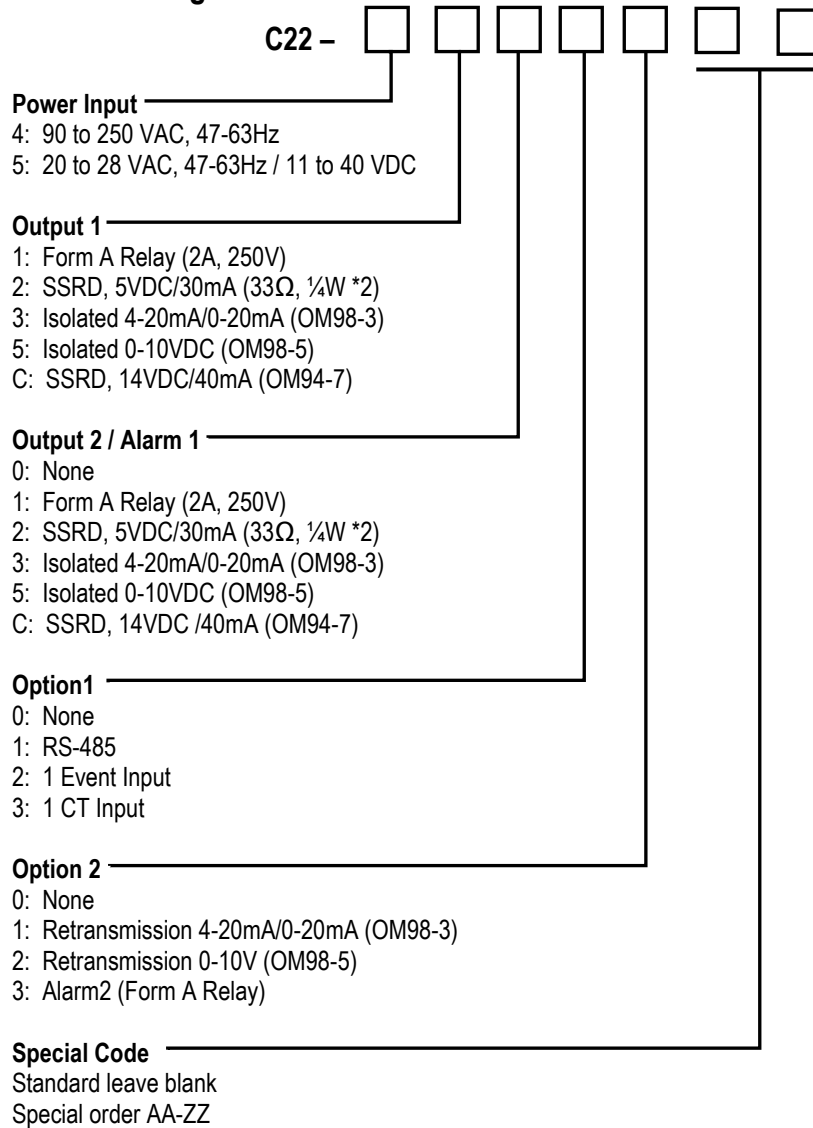 C22 –
Power Input
4: 90 to 250 VAC, 47-63Hz
5: 20 to 28 VAC, 47-63Hz / 11 to 40 VDC
Output 1
1: Form A Relay (2A, 250V)
2: SSRD, 5VDC/30mA (33Ω, ¼W *2)
3: Isolated 4-20mA/0-20mA (OM98-3)
5: Isolated 0-10VDC (OM98-5)
C: SSRD, 14VDC/40mA (OM94-7)
Output 2 / Alarm 1
0: None
1: Form A Relay (2A, 250V)
2: SSRD, 5VDC/30mA (33Ω, ¼W *2)
3: Isolated 4-20mA/0-20mA (OM98-3)
5: Isolated 0-10VDC (OM98-5)
C: SSRD, 14VDC /40mA (OM94-7)
Option1
0: None
1: RS-485
2: 1 Event Input
3: 1 CT Input
Option 2
0: None
1: Retransmission 4-20mA/0-20mA (OM98-3)
2: Retransmission 0-10V (OM98-5)
3: Alarm2 (Form A Relay)
Special Code
Standard leave blank
Special order AA-ZZ